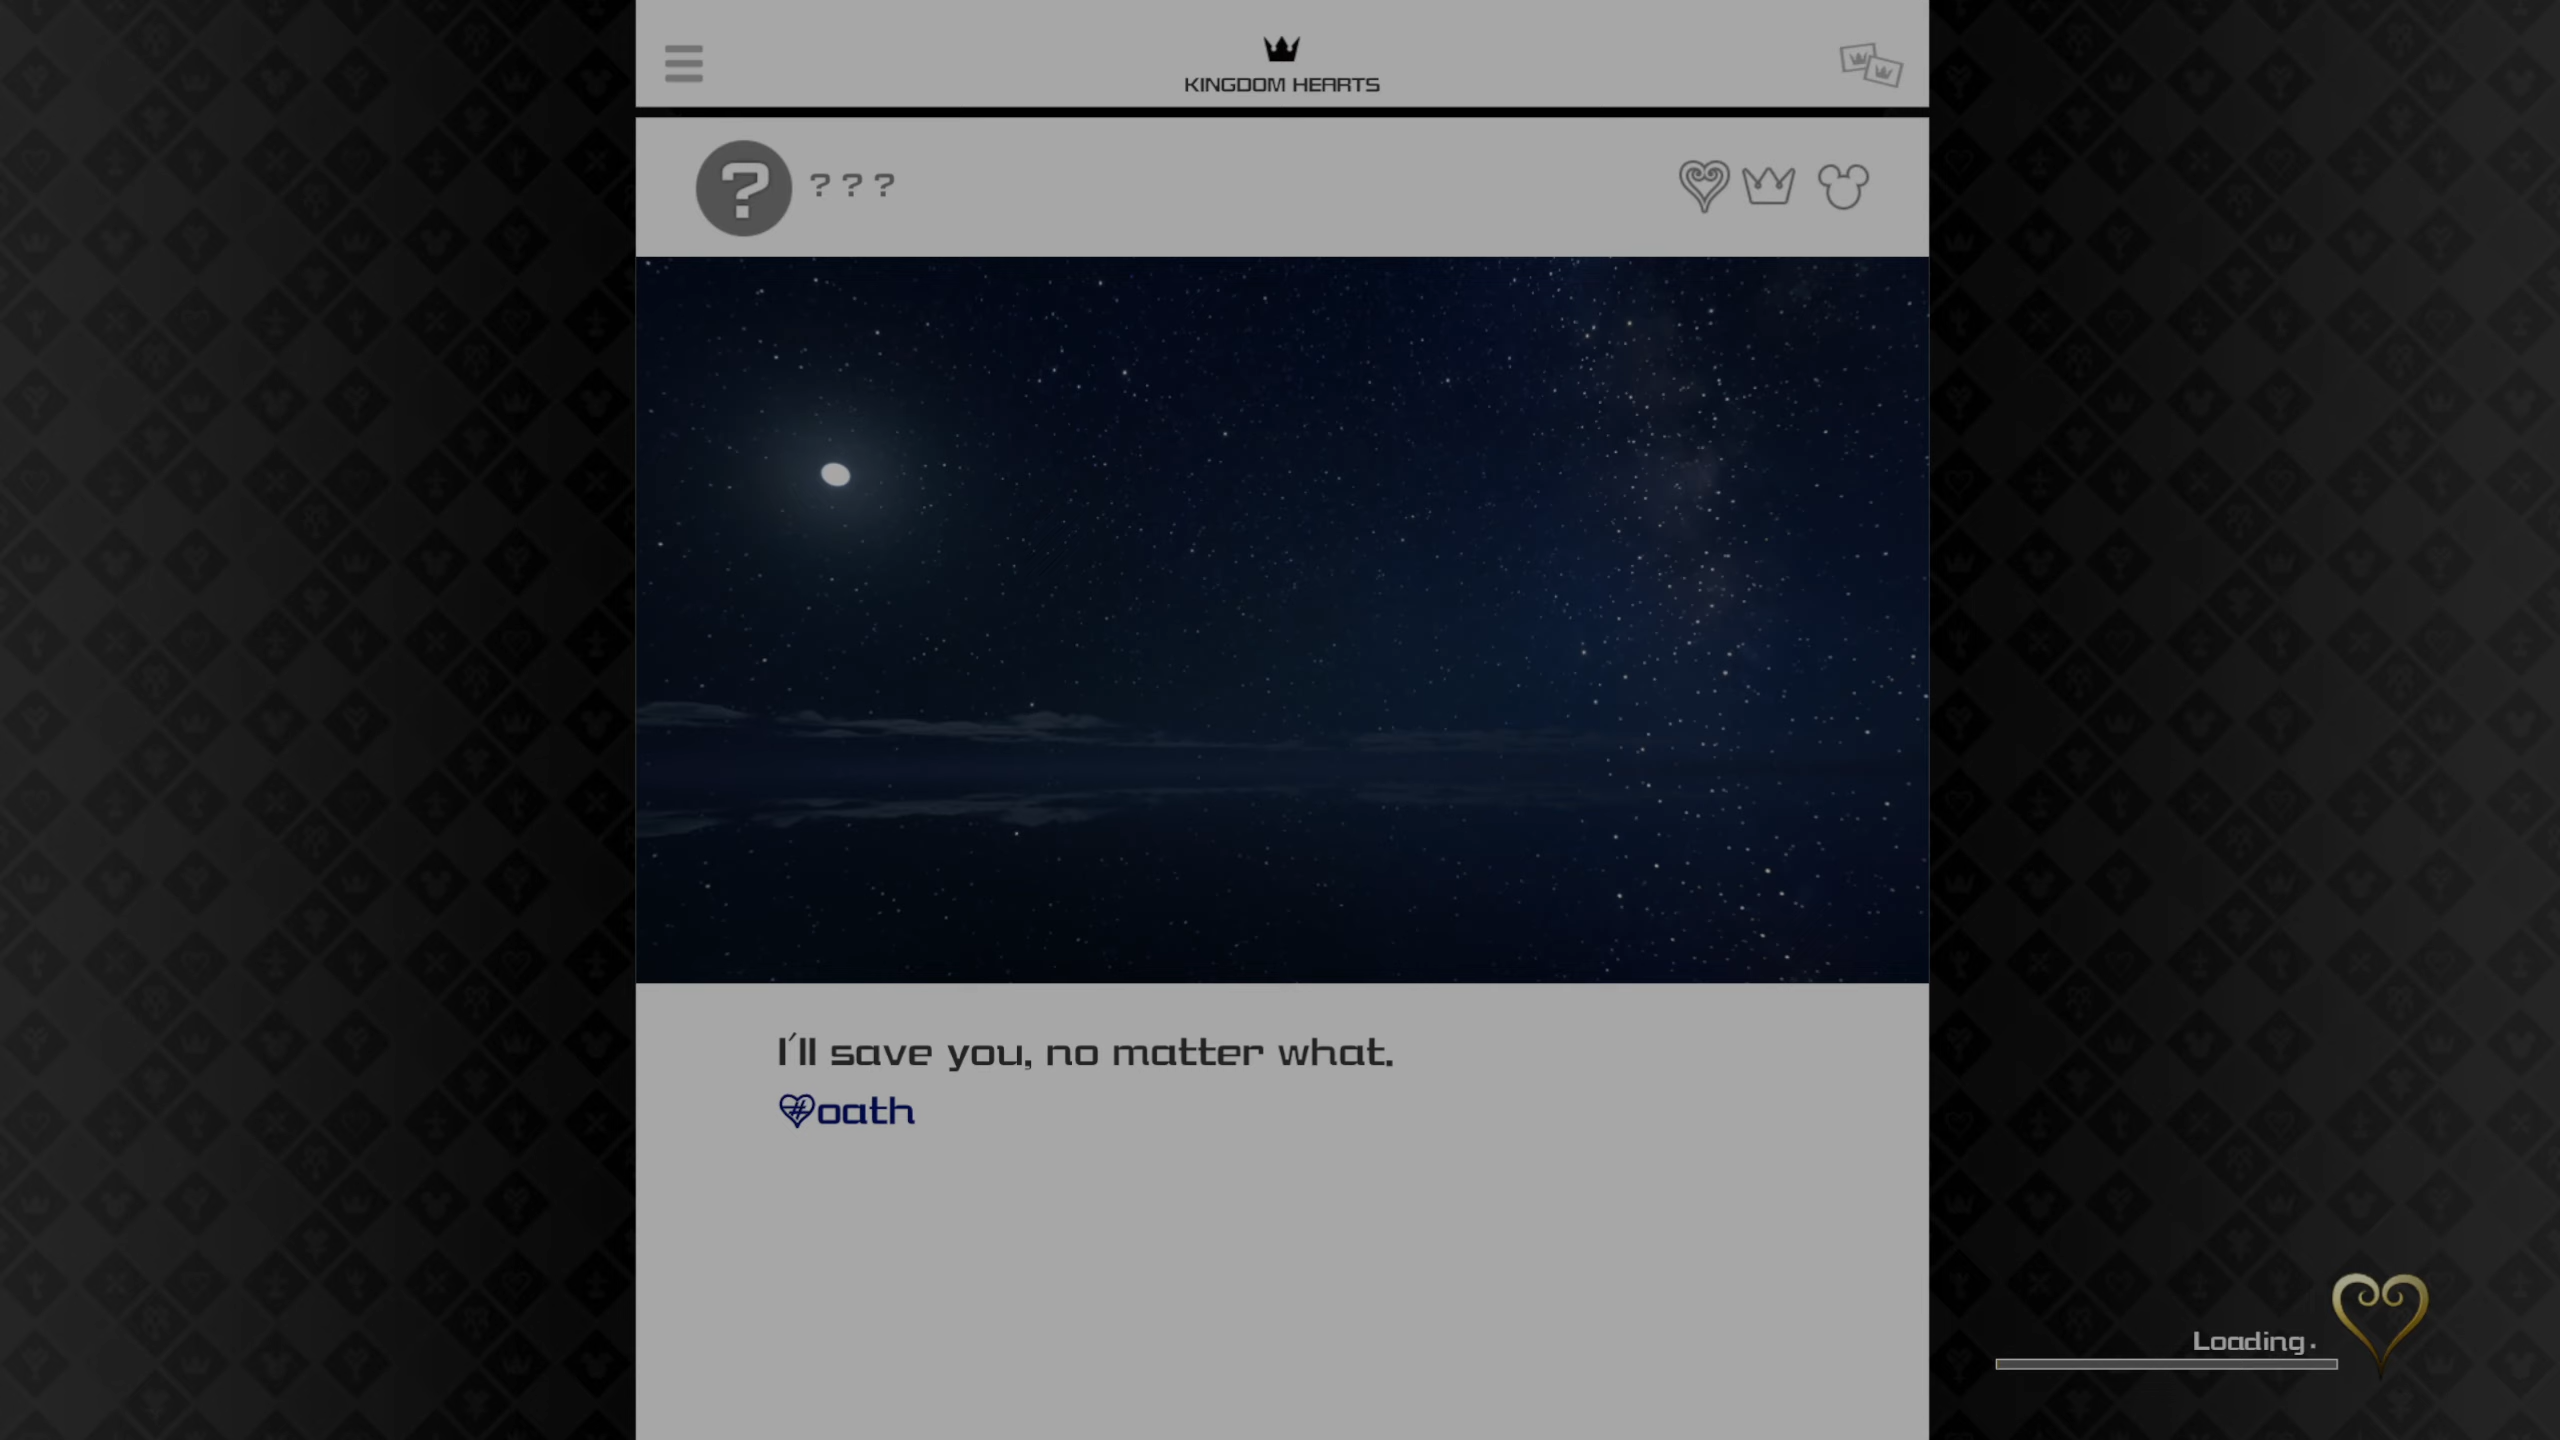 KINGDOM HEARTS
?
? ? ?
I'll save you, no matter what.
#oath
Loading.